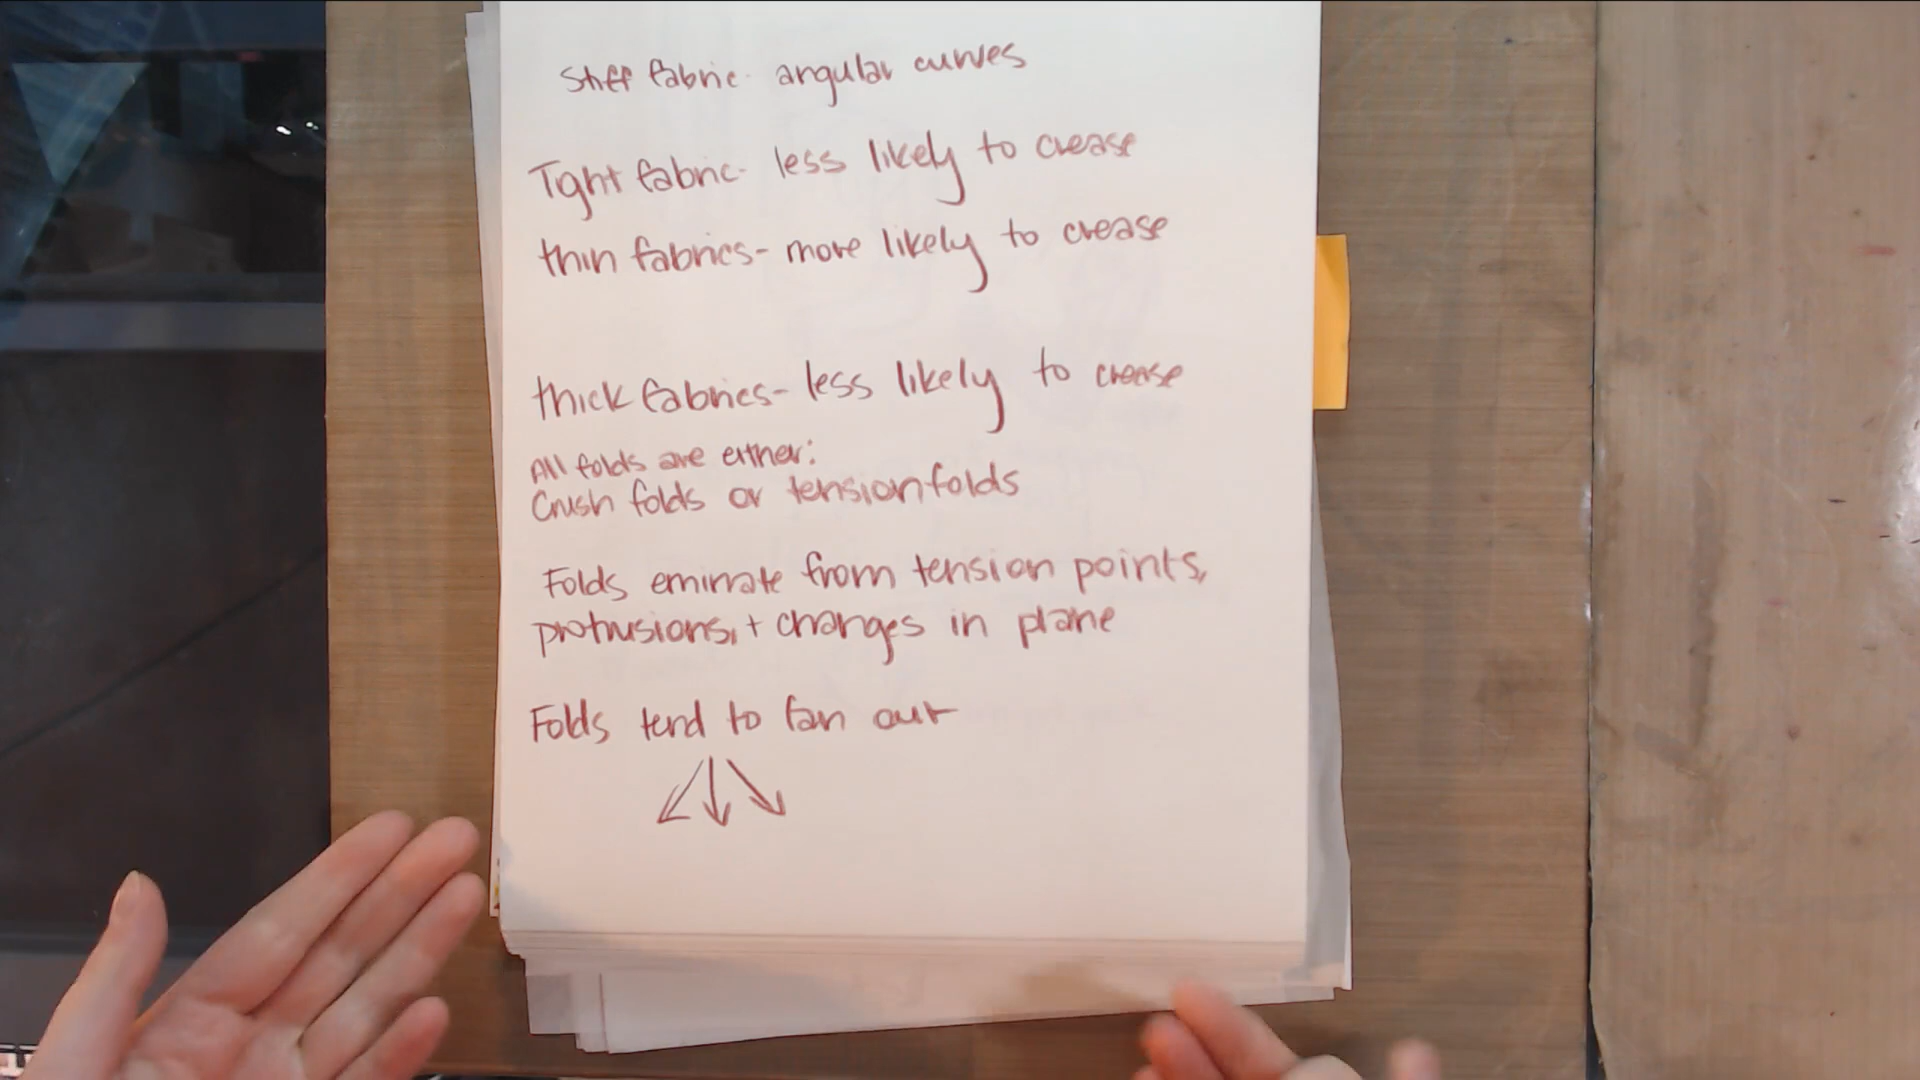 Stiff fabric- angular curves
Tight fabric- less likely to crease
thin fabrics- more likely to crease
thick fabrics- less likely to crease
All folds are either:
Crush folds or tension folds
Folds eminate from tension points,
protrusions, + changes in plane
Folds tend to fan out